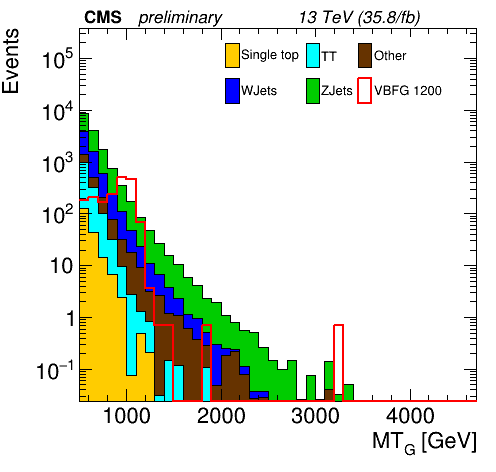 CMS preliminary 13 TeV (35.8/fb)
Events
Single top TT Other
WJets ZJets VBFG 1200
10^5
10^4
10^3
10^2
10
1
10^−1
1000 2000 3000 4000
MT_G [GeV]